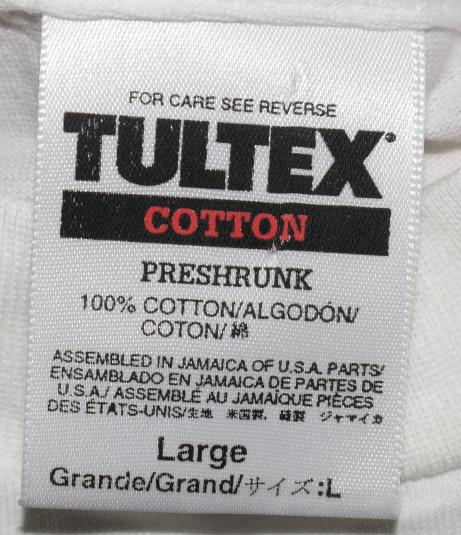 FOR CARE SEE REVERSE
TULTEX®
COTTON
PRESHRUNK
100% COTTON/ALGODÓN/
COTON/綿
ASSEMBLED IN JAMAICA OF U.S.A. PARTS/
ENSAMBLADO EN JAMAICA DE PARTES DE
U.S.A./ ASSEMBLÉ AU JAMAÏQUE PIÈCES
DES ÉTATS-UNIS/生地 米国製, 縫製 ジャマイカ
Large
Grande/Grand/サイズ:L